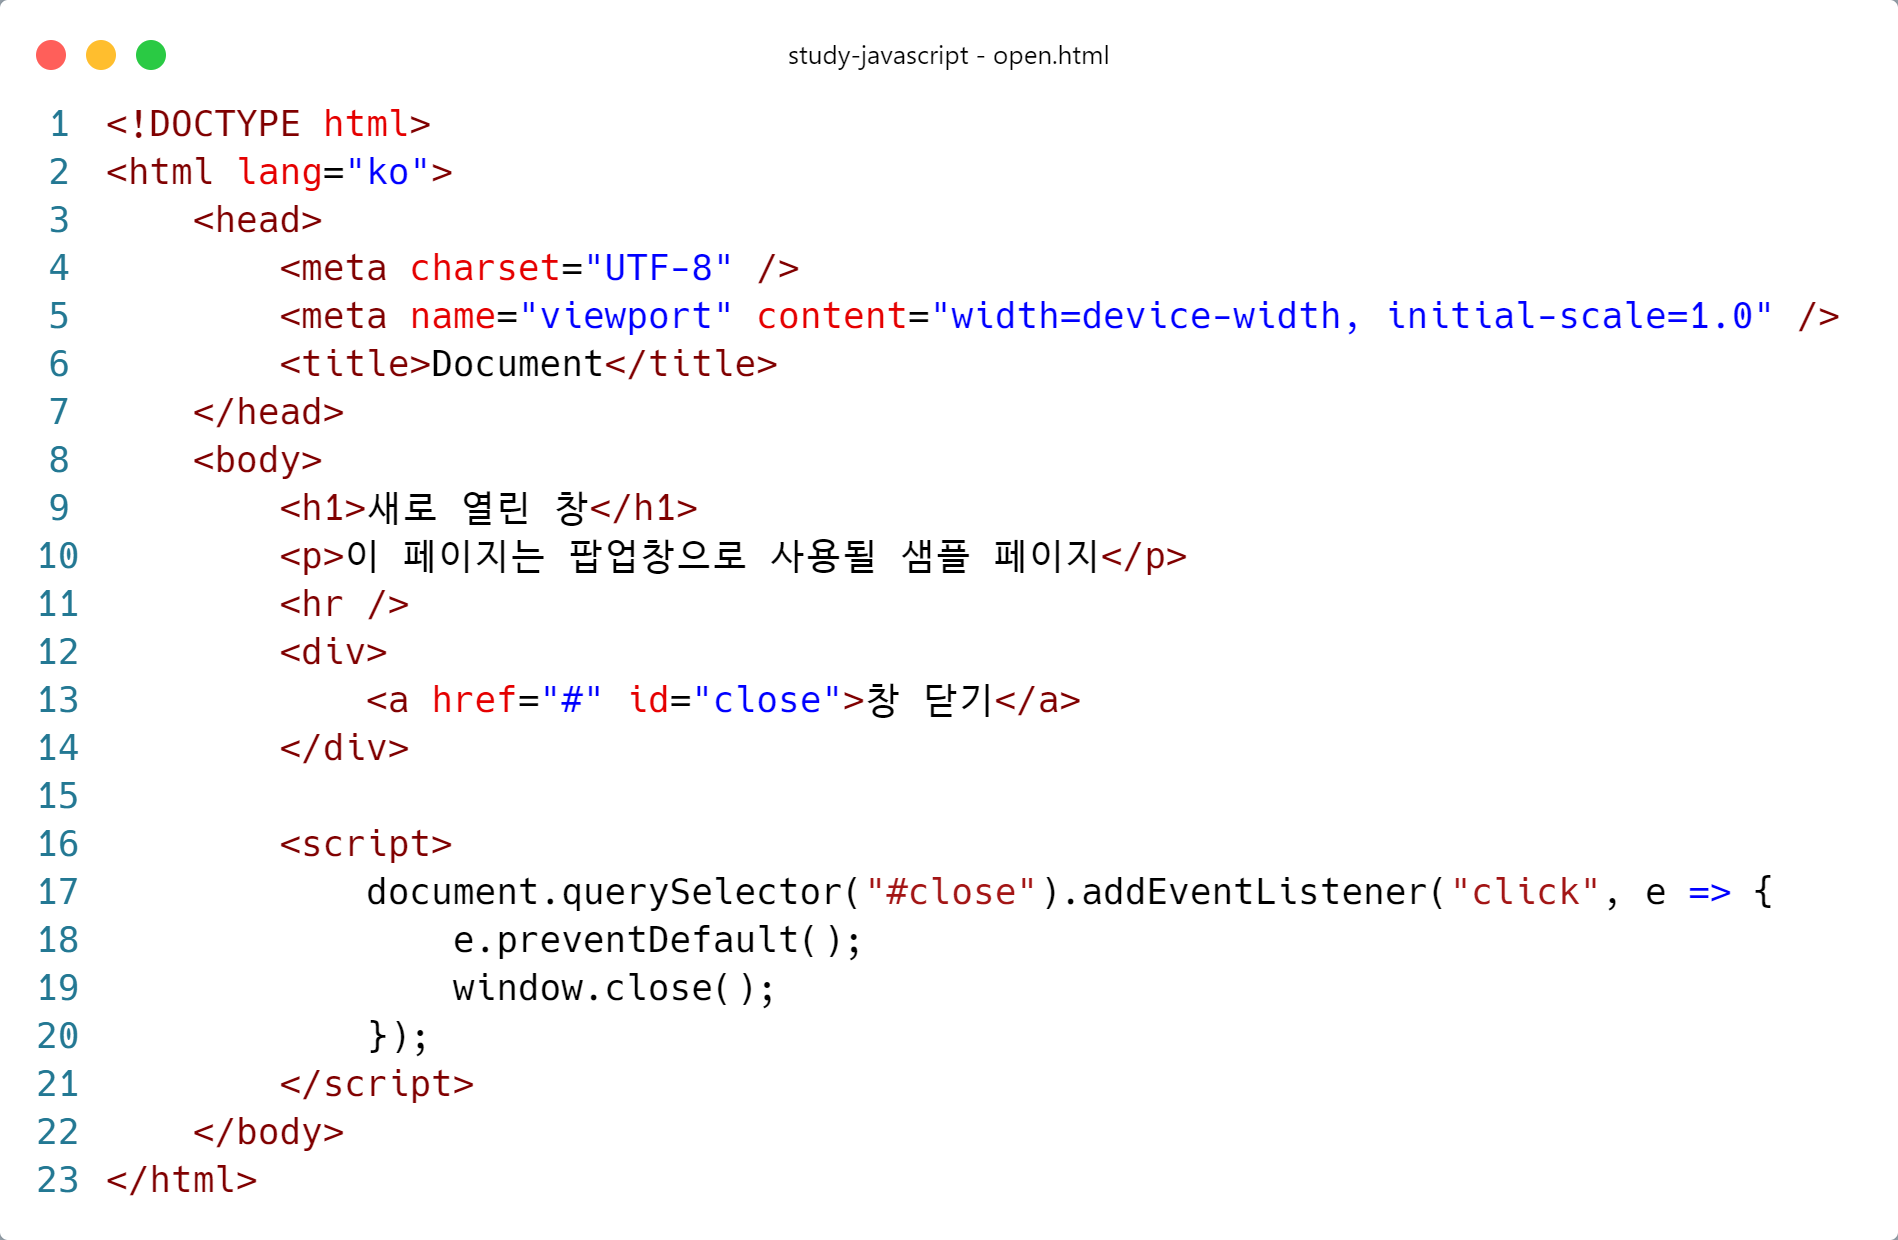 study-javascript - open.html
1 <!DOCTYPE html>
2 <html lang="ko">
3     <head>
4         <meta charset="UTF-8" />
5         <meta name="viewport" content="width=device-width, initial-scale=1.0" />
6         <title>Document</title>
7     </head>
8     <body>
9         <h1>새로 열린 창</h1>
10         <p>이 페이지는 팝업창으로 사용될 샘플 페이지</p>
11         <hr />
12         <div>
13             <a href="#" id="close">창 닫기</a>
14         </div>
15
16         <script>
17             document.querySelector("#close").addEventListener("click", e => {
18                 e.preventDefault();
19                 window.close();
20             });
21         </script>
22     </body>
23 </html>